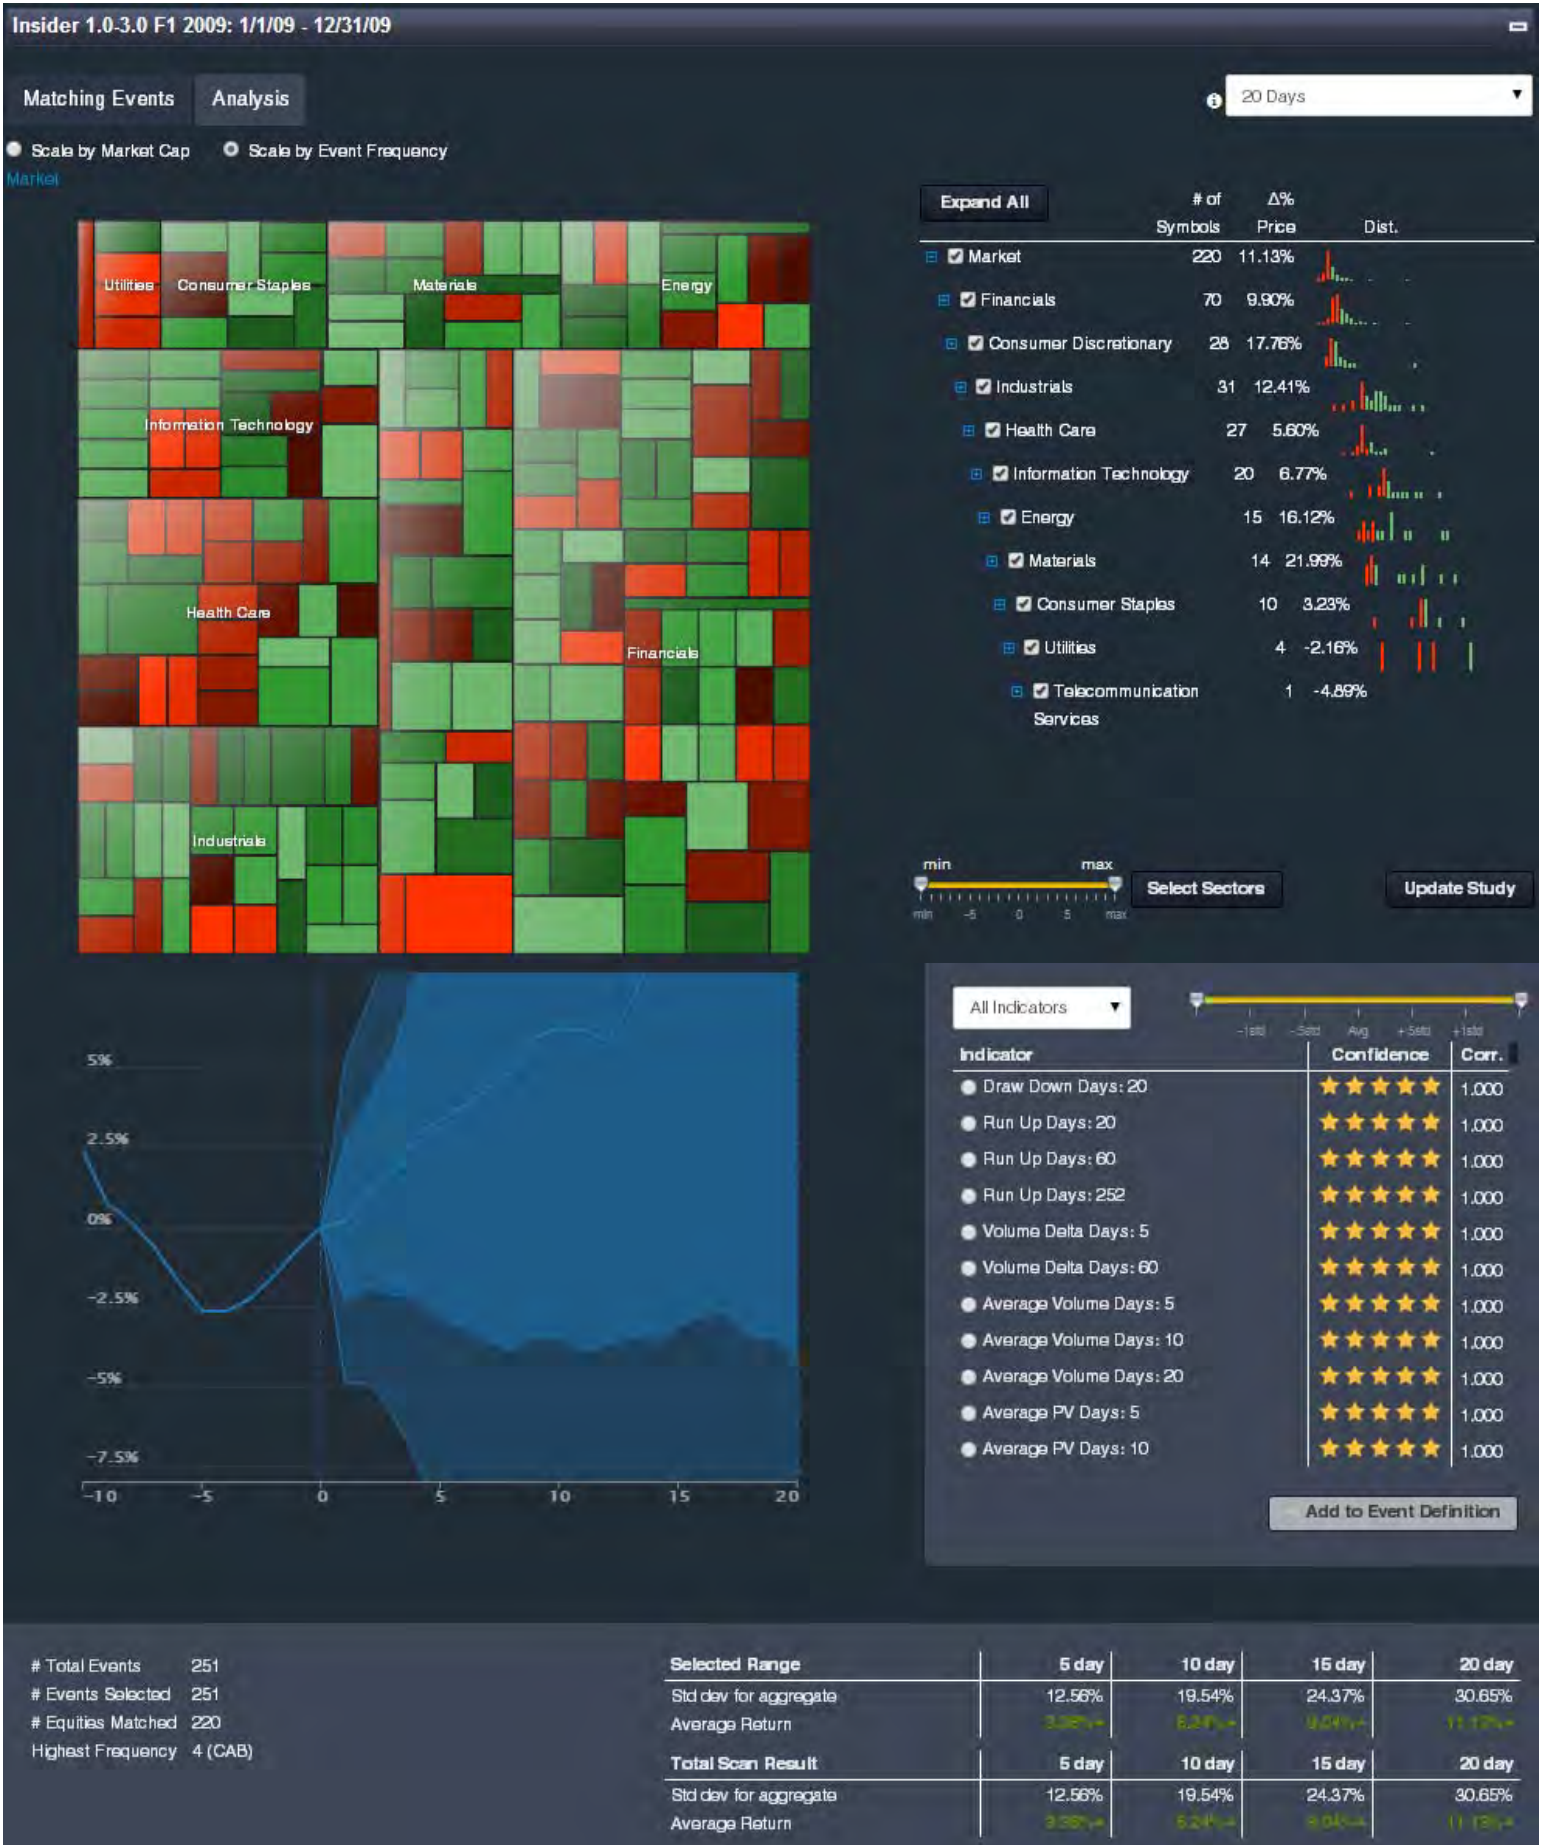 Insider 1.0-3.0 F1 2009: 1/1/09 - 12/31/09
Matching Events Analysis
20 Days
Scale by Market Cap Scale by Event Frequency
Market
Expand All
# of Symbols Δ% Price Dist.
Market 220 11.13%
Financials 70 9.90%
Consumer Discretionary 28 17.76%
Industrials 31 12.41%
Health Care 27 5.60%
Information Technology 20 6.77%
Energy 15 16.12%
Materials 14 21.99%
Consumer Staples 10 3.23%
Utilities 4 -2.16%
Telecommunication Services 1 -4.89%
Utilities Consumer Staples Materials Energy
Information Technology
Health Care
Financials
Industrials
min max
min -5 0 5 max
Select Sectors
Update Study
5%
2.5%
0%
-2.5%
-5%
-7.5%
-10 -5 0 5 10 15 20
All Indicators
-1std -.5std Avg +.5std +1std
Indicator Confidence Corr.
Draw Down Days: 20 1.000
Run Up Days: 20 1.000
Run Up Days: 60 1.000
Run Up Days: 252 1.000
Volume Delta Days: 5 1.000
Volume Delta Days: 60 1.000
Average Volume Days: 5 1.000
Average Volume Days: 10 1.000
Average Volume Days: 20 1.000
Average PV Days: 5 1.000
Average PV Days: 10 1.000
Add to Event Definition
# Total Events 251
# Events Selected 251
# Equities Matched 220
Highest Frequency 4 (CAB)
Selected Range 5 day 10 day 15 day 20 day
Std dev for aggregate 12.56% 19.54% 24.37% 30.65%
Average Return
Total Scan Result 5 day 10 day 15 day 20 day
Std dev for aggregate 12.56% 19.54% 24.37% 30.65%
Average Return